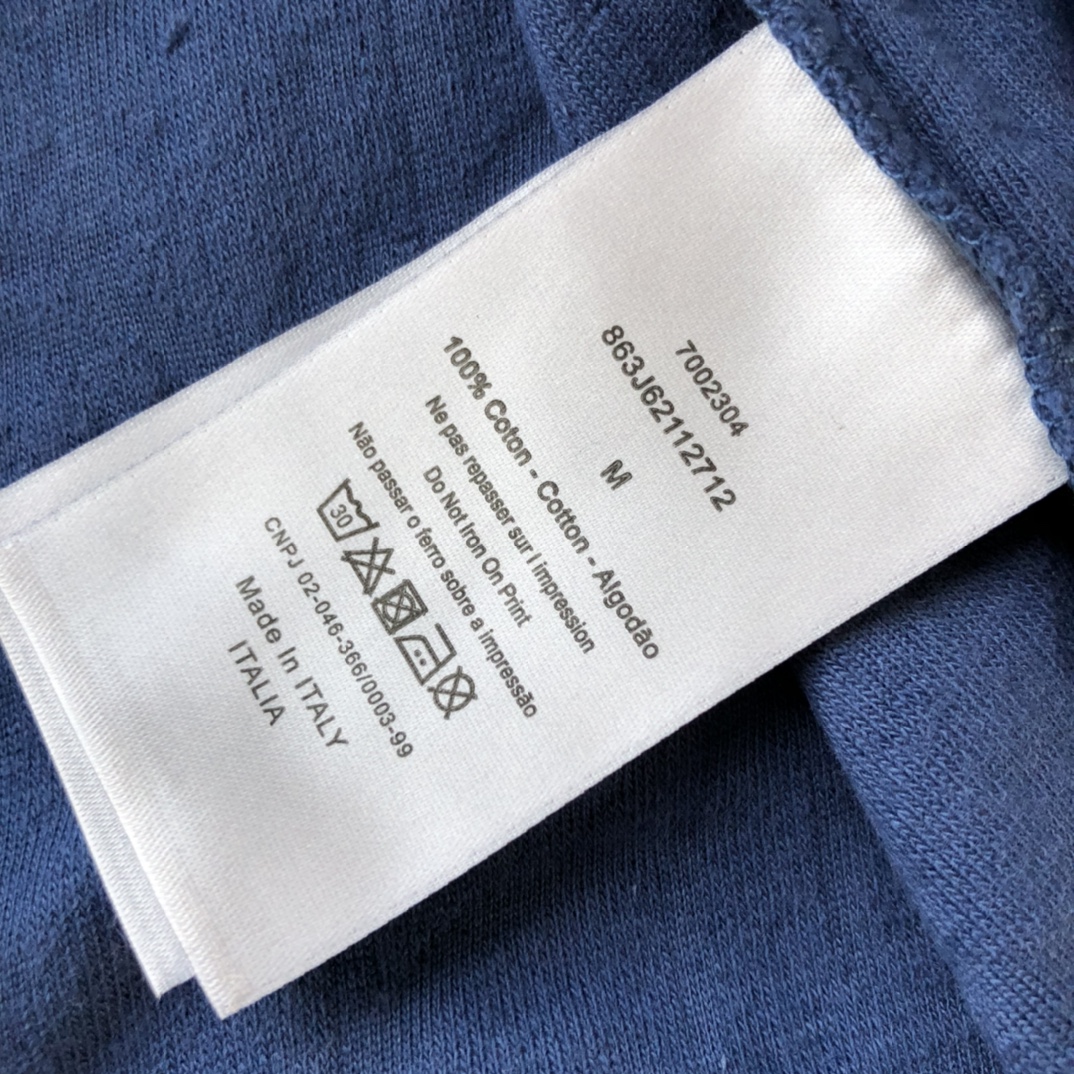 7002304
863J62112712
M
100% Coton - Cotton - Algodão
Ne pas repasser sur l impression
Do Not Iron On Print
Não passar o ferro sobre a impressão
30
CNPJ 02-046-366/0003-99
Made In ITALY
ITALIA